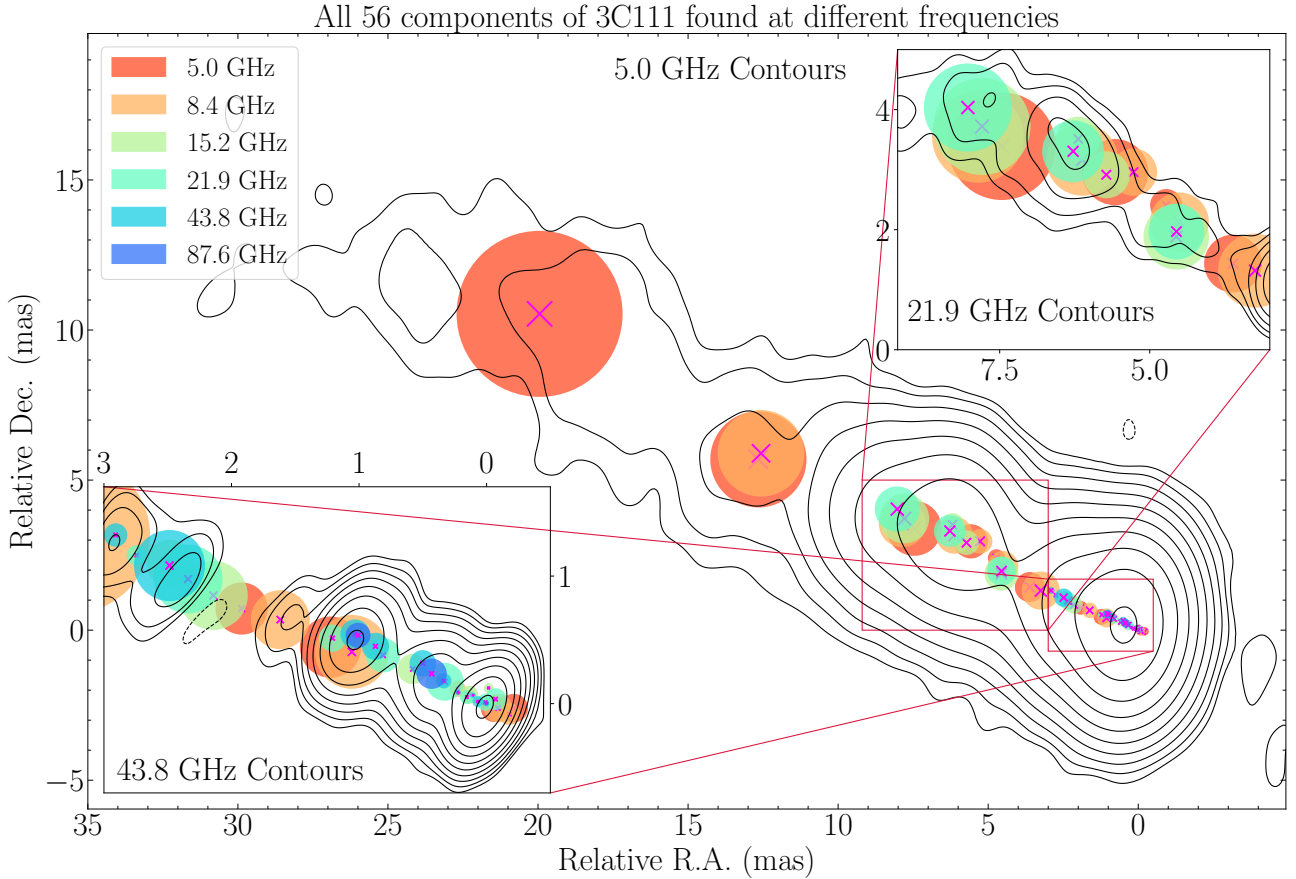 All 56 components of 3C111 found at different frequencies
5.0 GHz
8.4 GHz
15.2 GHz
21.9 GHz
43.8 GHz
87.6 GHz
5.0 GHz Contours
4
2
0
7.5 5.0
21.9 GHz Contours
3 2 1 0
1
0
43.8 GHz Contours
15
10
5
0
−5
35 30 25 20 15 10 5 0
Relative Dec. (mas)
Relative R.A. (mas)